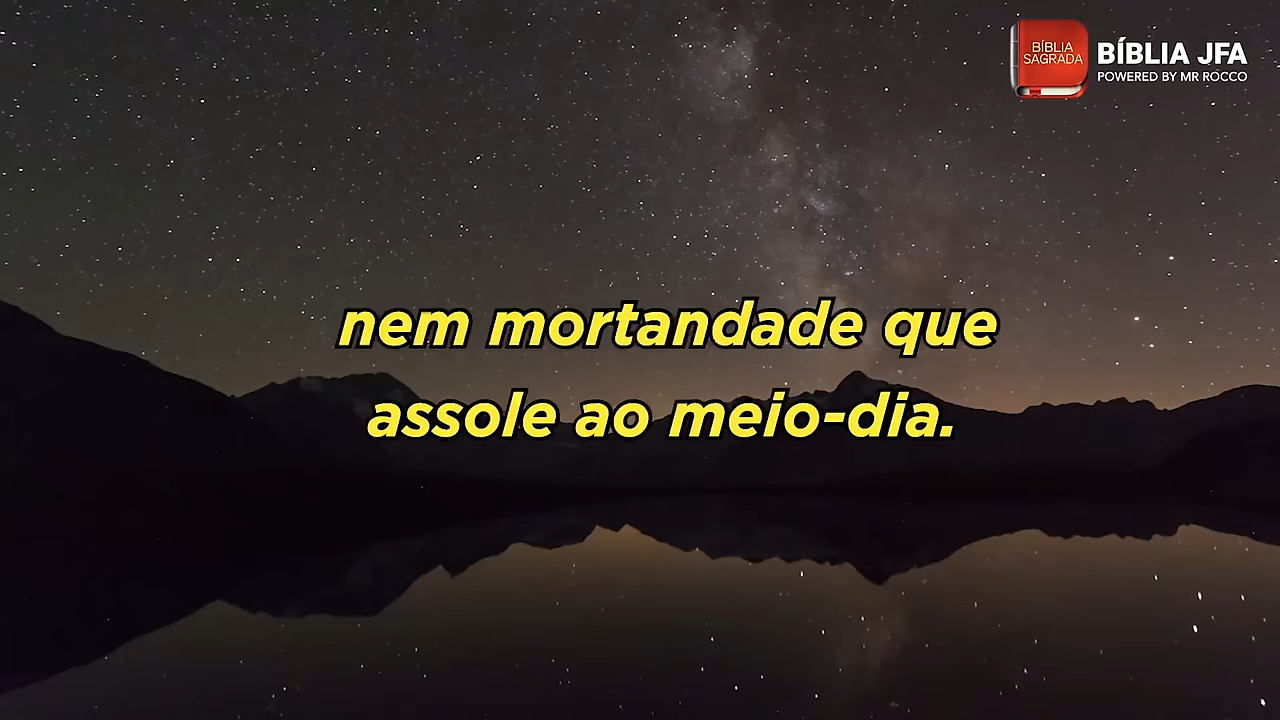 BÍBLIA
SAGRADA
BÍBLIA JFA
POWERED BY MR ROCCO
nem mortandade que
assole ao meio-dia.